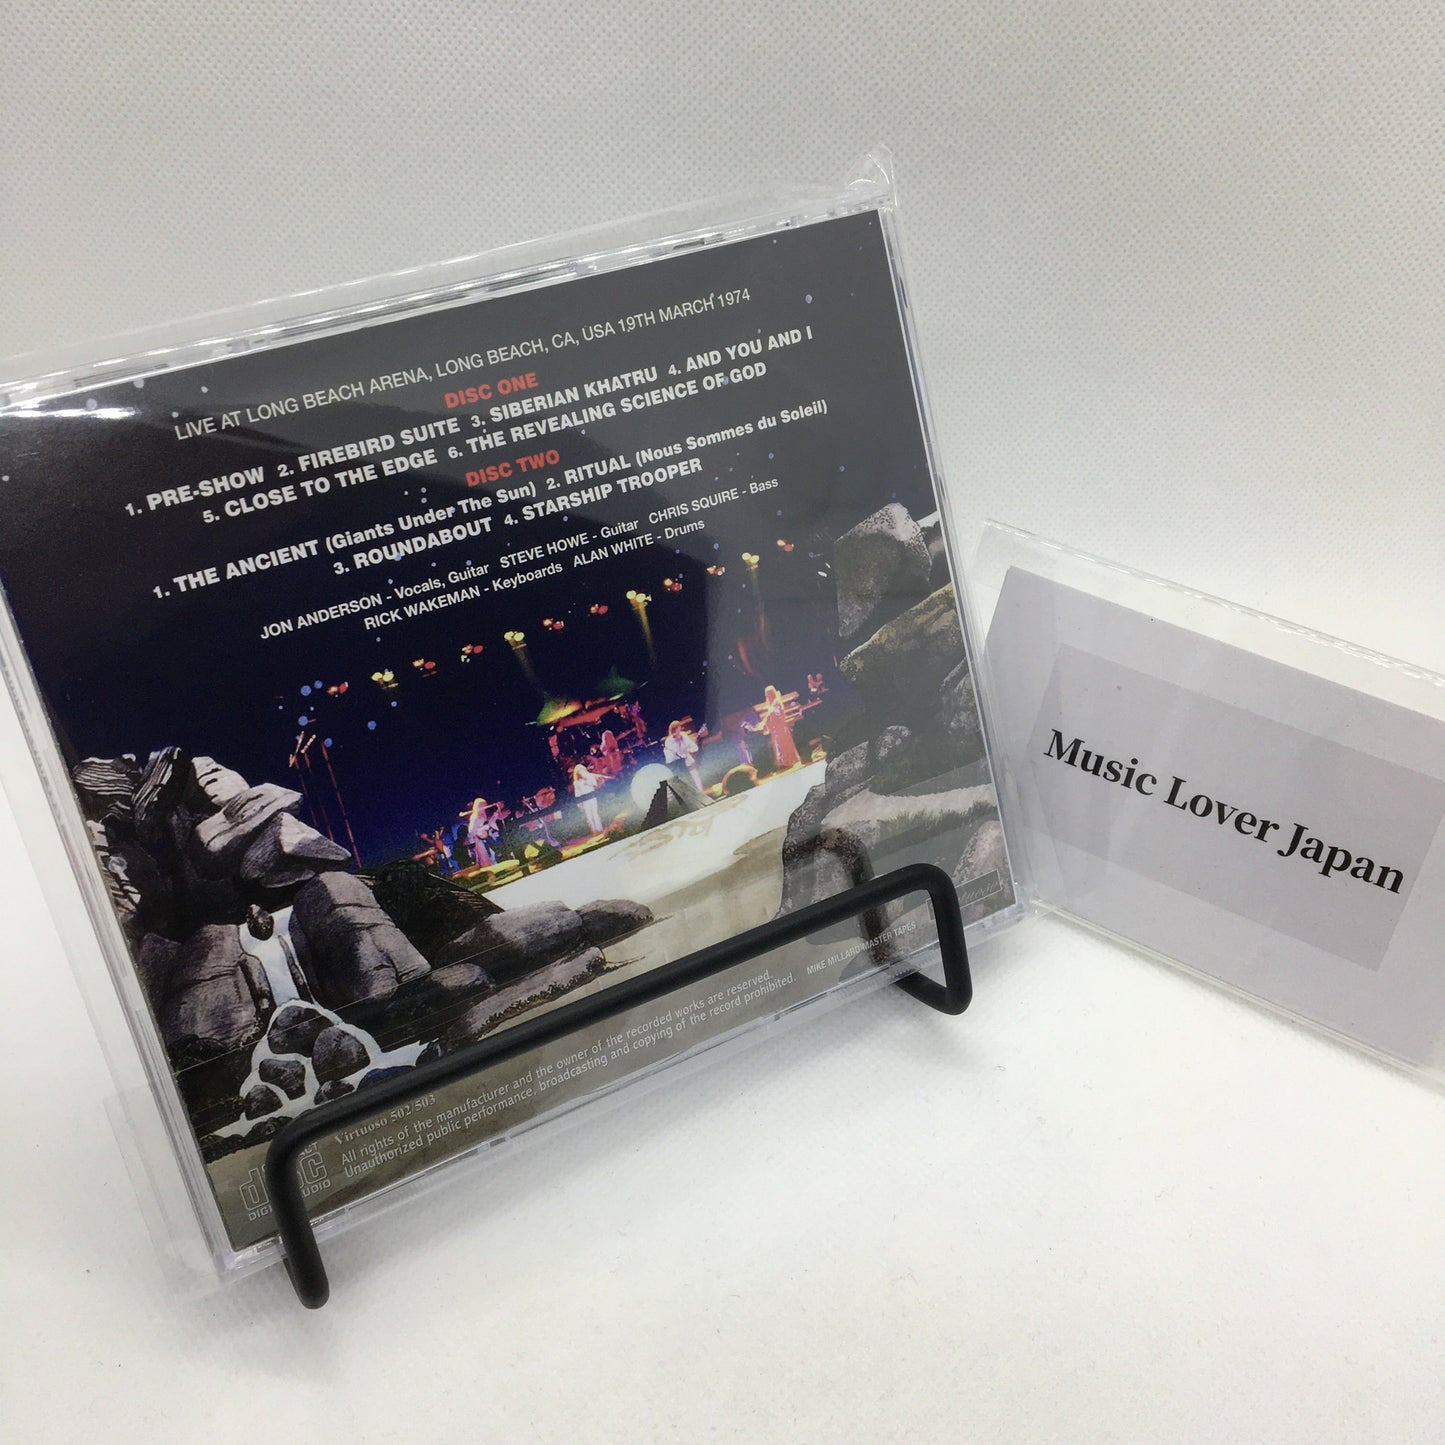 LIVE AT LONG BEACH ARENA, LONG BEACH, CA, USA 19TH MARCH 1974
DISC ONE
1. PRE-SHOW 2. FIREBIRD SUITE 3. SIBERIAN KHATRU 4. AND YOU AND I
5. CLOSE TO THE EDGE 6. THE REVEALING SCIENCE OF GOD
DISC TWO
1. THE ANCIENT (Giants Under The Sun) 2. RITUAL (Nous Sommes du Soleil)
3. ROUNDABOUT 4. STARSHIP TROOPER
JON ANDERSON - Vocals, Guitar STEVE HOWE - Guitar CHRIS SQUIRE - Bass
RICK WAKEMAN - Keyboards ALAN WHITE - Drums
MIKE MILLARD MASTER TAPES
Virtuoso 502/503
All rights of the manufacturer and the owner of the recorded works are reserved.
Unauthorized public performance, broadcasting and copying of the record prohibited.
Music Lover Japan